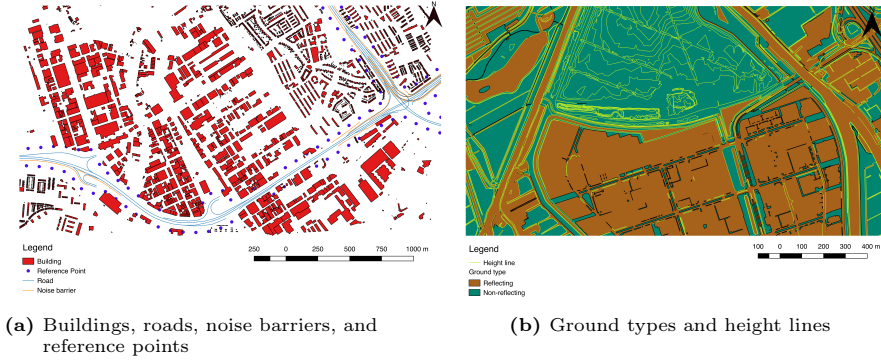 N
Legend
Building
Reference Point
Road
Noise barrier
250 0 250 500 750 1000 m
(a) Buildings, roads, noise barriers, and
reference points
Legend
Height line
Ground type
Reflecting
Non-reflecting
100 0 100 200 300 400 m
(b) Ground types and height lines